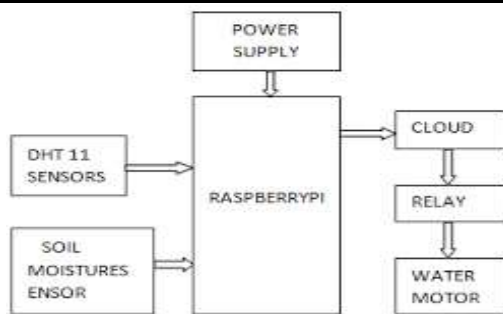 POWER
SUPPLY
DHT 11
SENSORS
RASPBERRYPI
CLOUD
RELAY
SOIL
MOISTURES
ENSOR
WATER
MOTOR